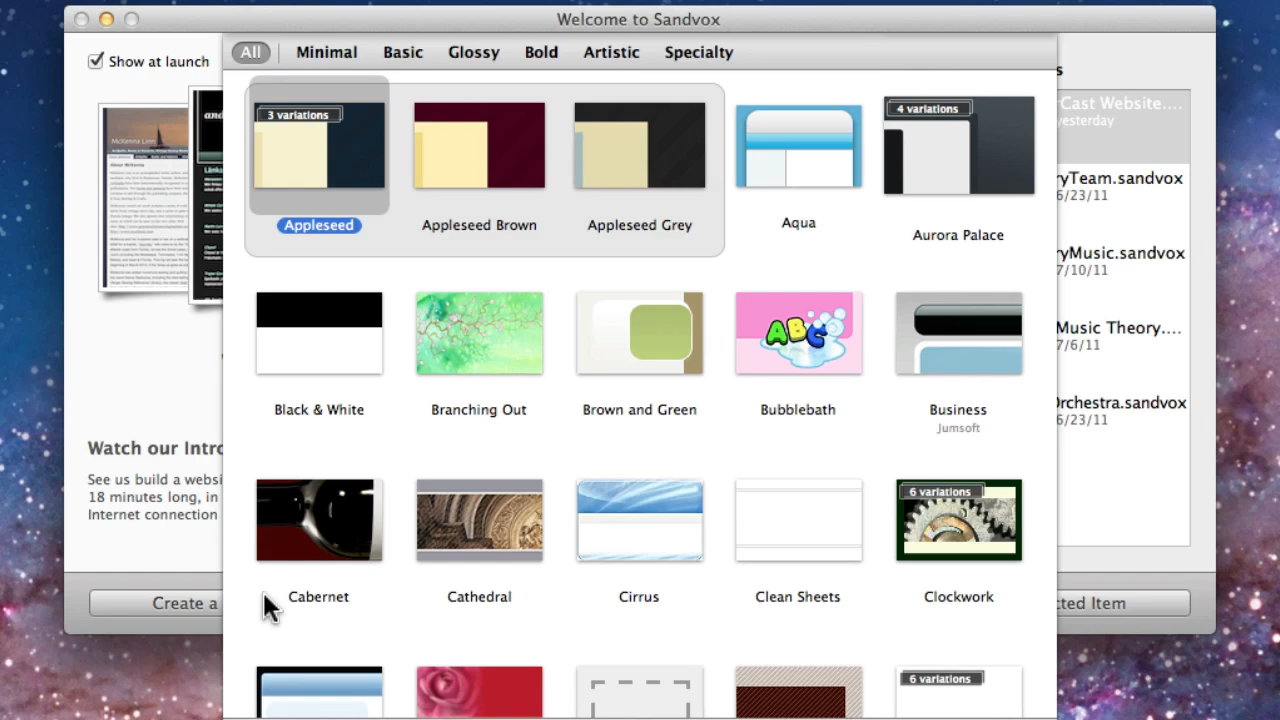 Welcome to Sandvox
Show at launch
All
Minimal
Basic
Glossy
Bold
Artistic
Specialty
s
3 variations
4 variations
Appleseed
Appleseed Brown
Appleseed Grey
Aqua
Aurora Palace
McKenna Lee
Links
Cast Website....
yesterday
ryTeam.sandvox
6/23/11
ryMusic.sandvox
7/10/11
Music Theory....
7/6/11
Orchestra.sandvox
6/23/11
ABC
Black & White
Branching Out
Brown and Green
Bubblebath
Business
Jumsoft
Watch our Intro
See us build a websi
18 minutes long, in
Internet connection
6 variations
Cabernet
Cathedral
Cirrus
Clean Sheets
Clockwork
Create a
cted Item
6 variations